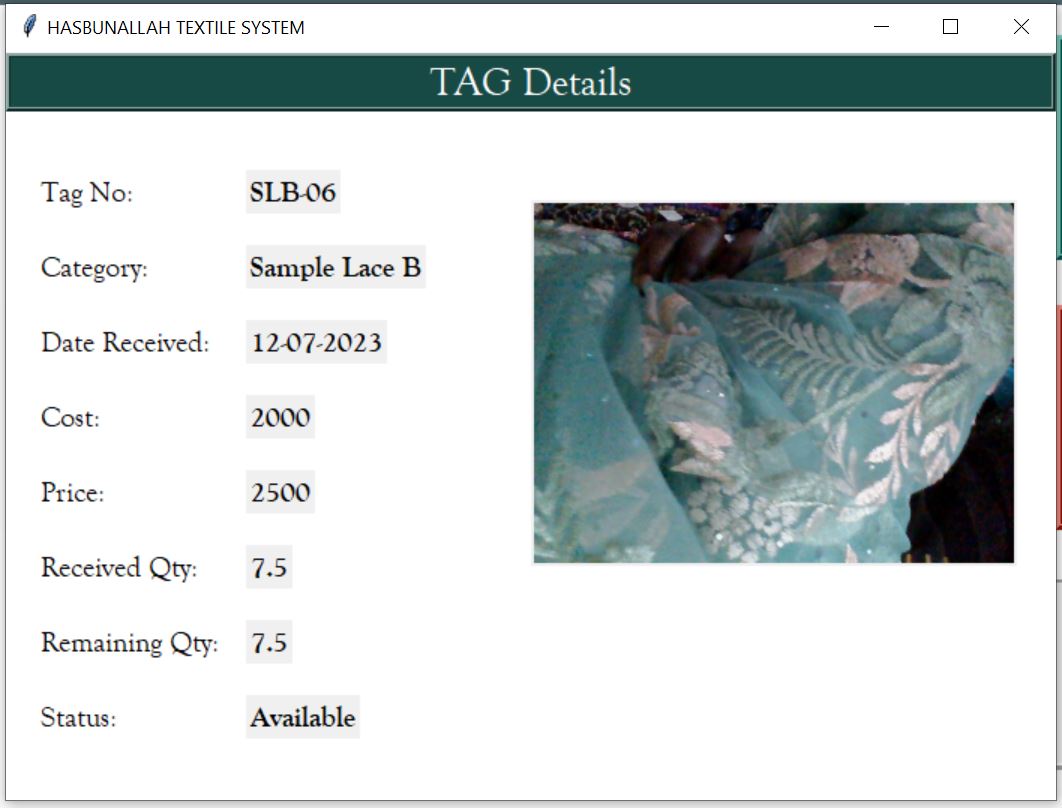 HASBUNALLAH TEXTILE SYSTEM
TAG Details
Tag No: SLB-06
Category: Sample Lace B
Date Received: 12-07-2023
Cost: 2000
Price: 2500
Received Qty: 7.5
Remaining Qty: 7.5
Status: Available